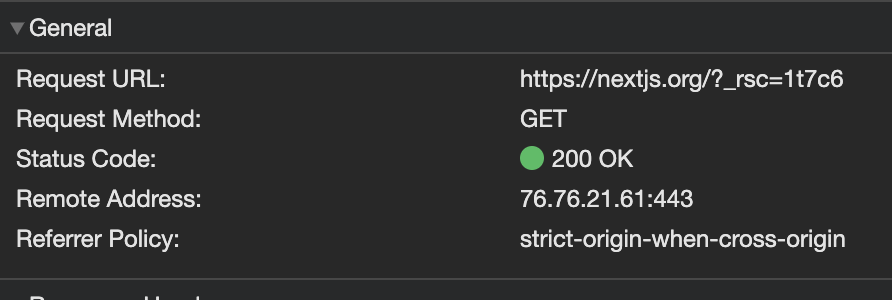 General
Request URL: https://nextjs.org/?_rsc=1t7c6
Request Method: GET
Status Code: 200 OK
Remote Address: 76.76.21.61:443
Referrer Policy: strict-origin-when-cross-origin